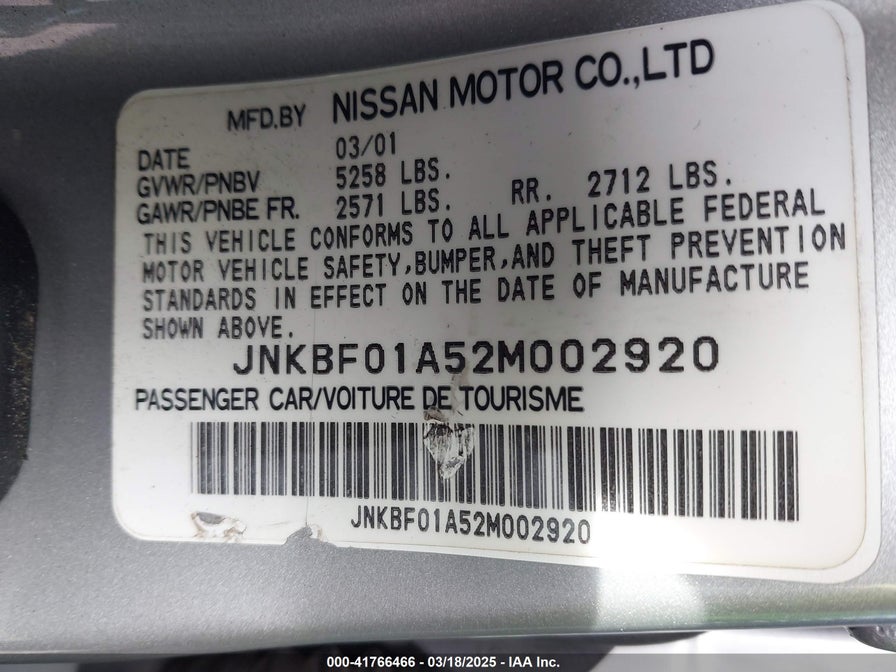 MFD.BY NISSAN MOTOR CO.,LTD
DATE 03/01
GVWR/PNBV 5258 LBS.
GAWR/PNBE FR. 2571 LBS. RR. 2712 LBS.
THIS VEHICLE CONFORMS TO ALL APPLICABLE FEDERAL
MOTOR VEHICLE SAFETY,BUMPER,AND THEFT PREVENTION
STANDARDS IN EFFECT ON THE DATE OF MANUFACTURE
SHOWN ABOVE.
JNKBF01A52M002920
PASSENGER CAR/VOITURE DE TOURISME
JNKBF01A52M002920
000-41766466 - 03/18/2025 - IAA Inc.